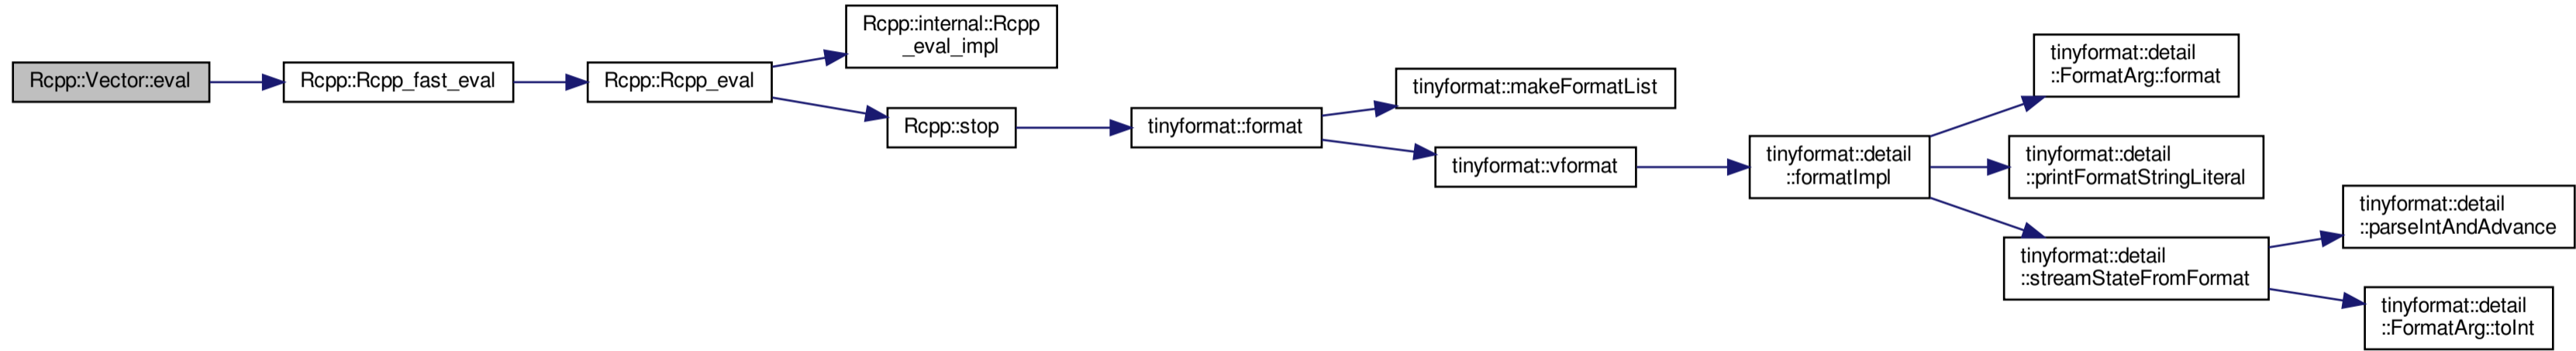 Rcpp::Vector::eval
Rcpp::Rcpp_fast_eval
Rcpp::Rcpp_eval
Rcpp::internal::Rcpp
_eval_impl
Rcpp::stop
tinyformat::format
tinyformat::makeFormatList
tinyformat::vformat
tinyformat::detail
::formatImpl
tinyformat::detail
::FormatArg::format
tinyformat::detail
::printFormatStringLiteral
tinyformat::detail
::streamStateFromFormat
tinyformat::detail
::parseIntAndAdvance
tinyformat::detail
::FormatArg::toInt